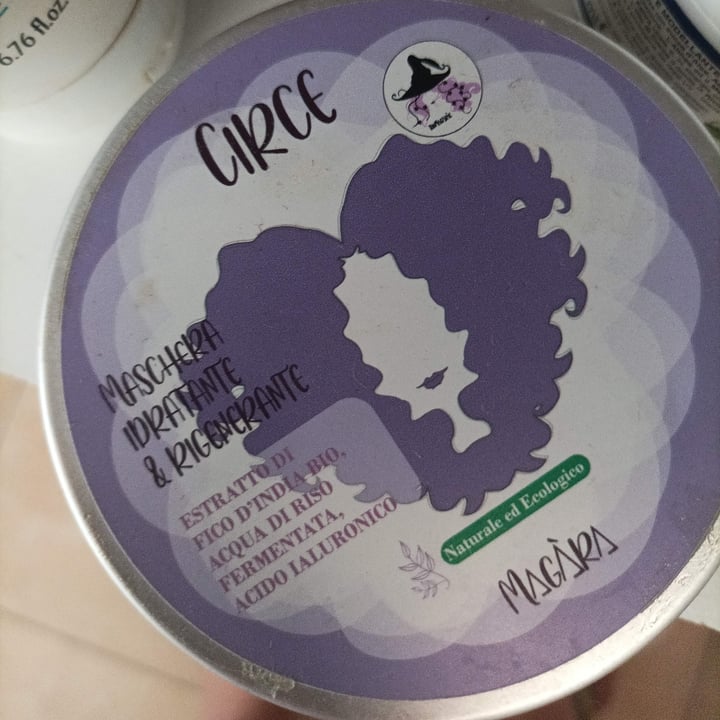 6.76 fl.oz
CIRCE
MASCHERA
IDRATANTE
& RIGENERANTE
ESTRATTO DI
FICO D'INDIA BIO,
ACQUA DI RISO
FERMENTATA,
ACIDO IALURONICO
Naturale ed Ecologico
MAGÀRA